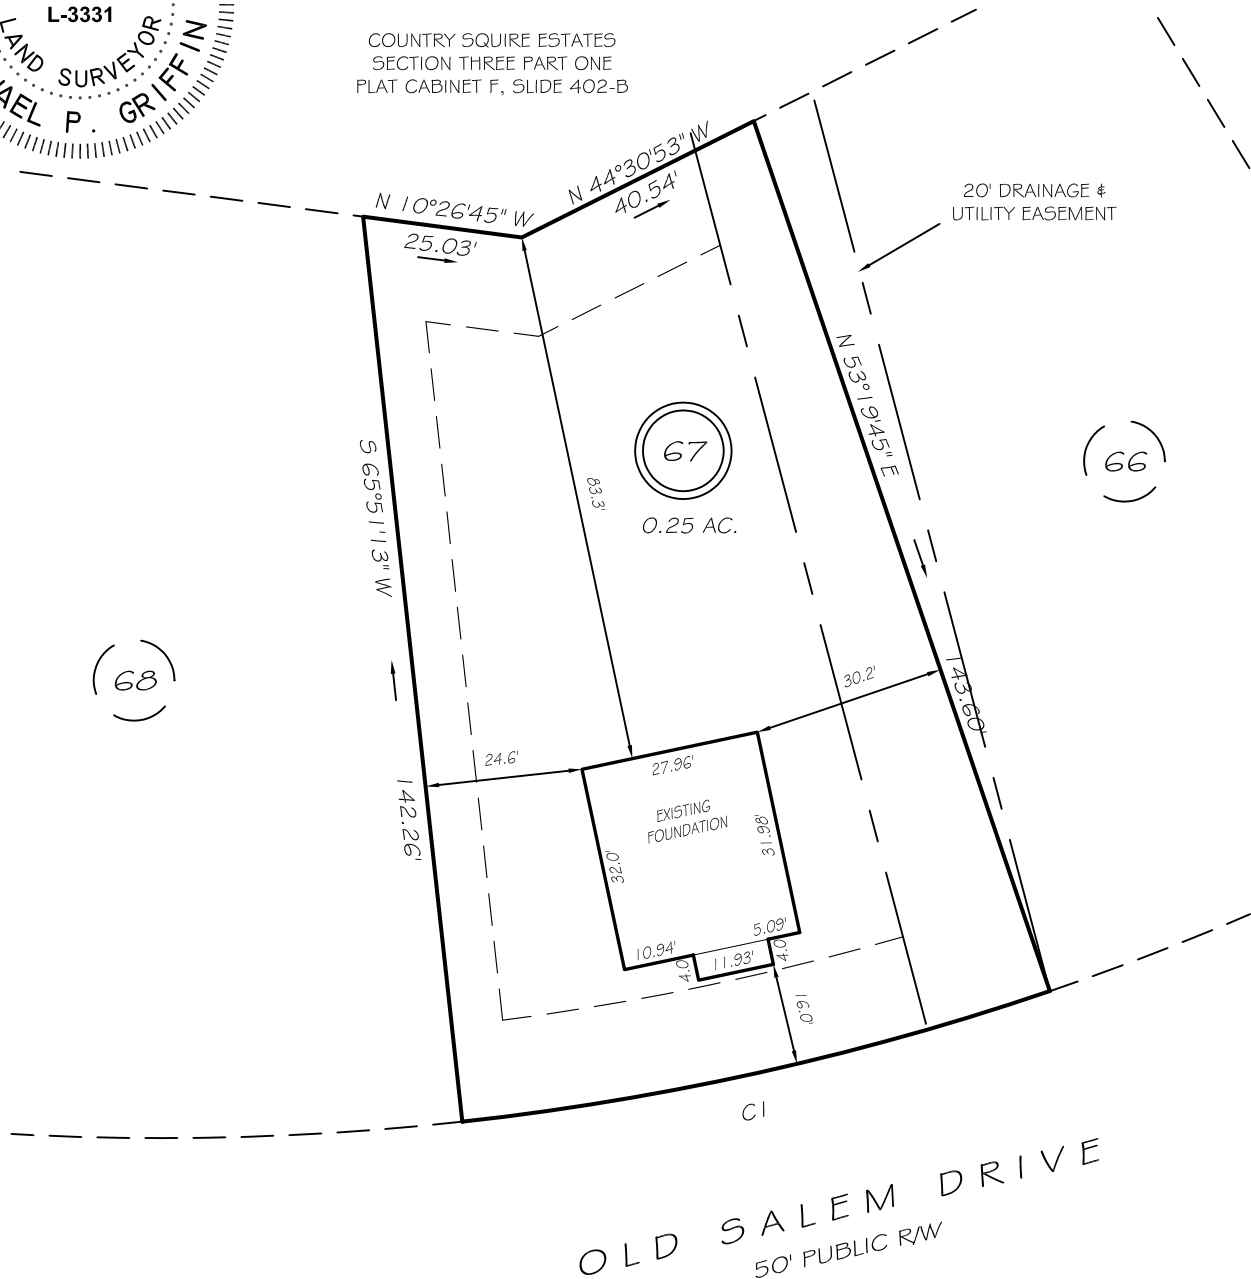 L-3331
LAND SURVEYOR
AEL P. GRIFFIN
COUNTRY SQUIRE ESTATES
SECTION THREE PART ONE
PLAT CABINET F, SLIDE 402-B
N 10°26'45" W
25.03'
N 44°30'53" W
40.54'
20' DRAINAGE &
UTILITY EASEMENT
N 53°19'45" E
143.60'
S 65°51'13" W
142.26'
67
0.25 AC.
66
68
83.3'
30.2'
24.6'
27.96'
EXISTING
FOUNDATION
32.0'
31.98'
5.09'
10.94'
4.0'
11.93'
4.0'
19.0'
C1
OLD SALEM DRIVE
50' PUBLIC R/W